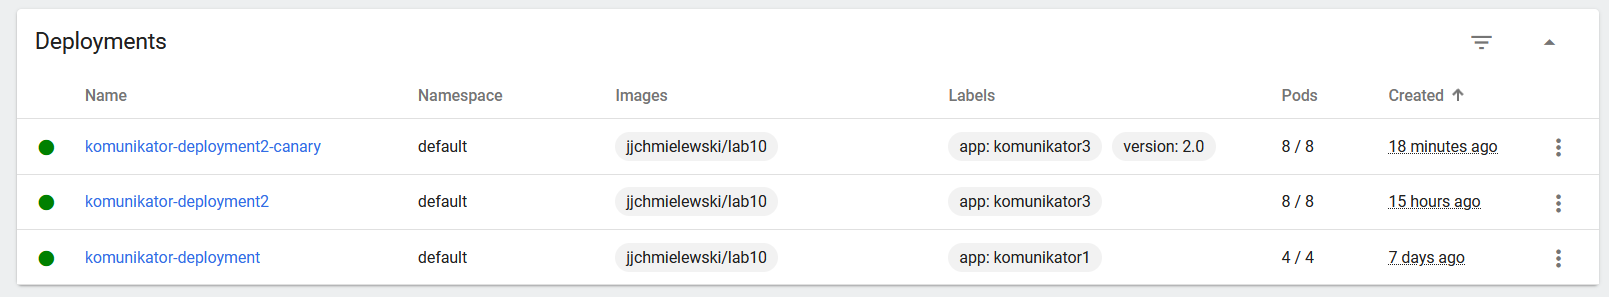 Deployments
Name Namespace Images Labels Pods Created ↑
komunikator-deployment2-canary default jjchmielewski/lab10 app: komunikator3 version: 2.0 8 / 8 18 minutes ago
komunikator-deployment2 default jjchmielewski/lab10 app: komunikator3 8 / 8 15 hours ago
komunikator-deployment default jjchmielewski/lab10 app: komunikator1 4 / 4 7 days ago